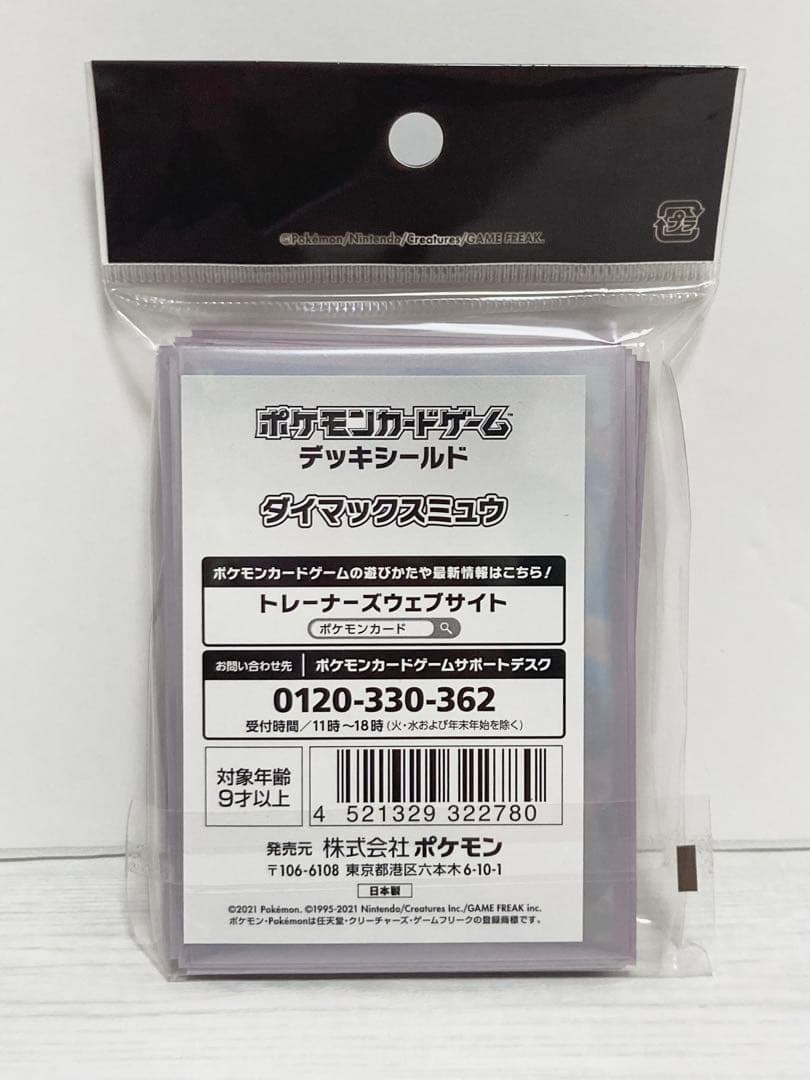 ©Pokémon/Nintendo/Creatures/GAME FREAK.
プラ
ポケモンカードゲーム™
デッキシールド
ダイマックスミュウ
ポケモンカードゲームの遊びかたや最新情報はこちら!
トレーナーズウェブサイト
ポケモンカード
お問い合わせ先 ポケモンカードゲームサポートデスク
0120-330-362
受付時間/11時~18時(火・水および年末年始を除く)
対象年齢
9才以上
4 521329 322780
発売元 株式会社 ポケモン
〒106-6108 東京都港区六本木6-10-1
日本製
©2021 Pokémon. ©1995-2021 Nintendo/Creatures Inc./GAME FREAK inc.
ポケモン・Pokémonは任天堂・クリーチャーズ・ゲームフリークの登録商標です。